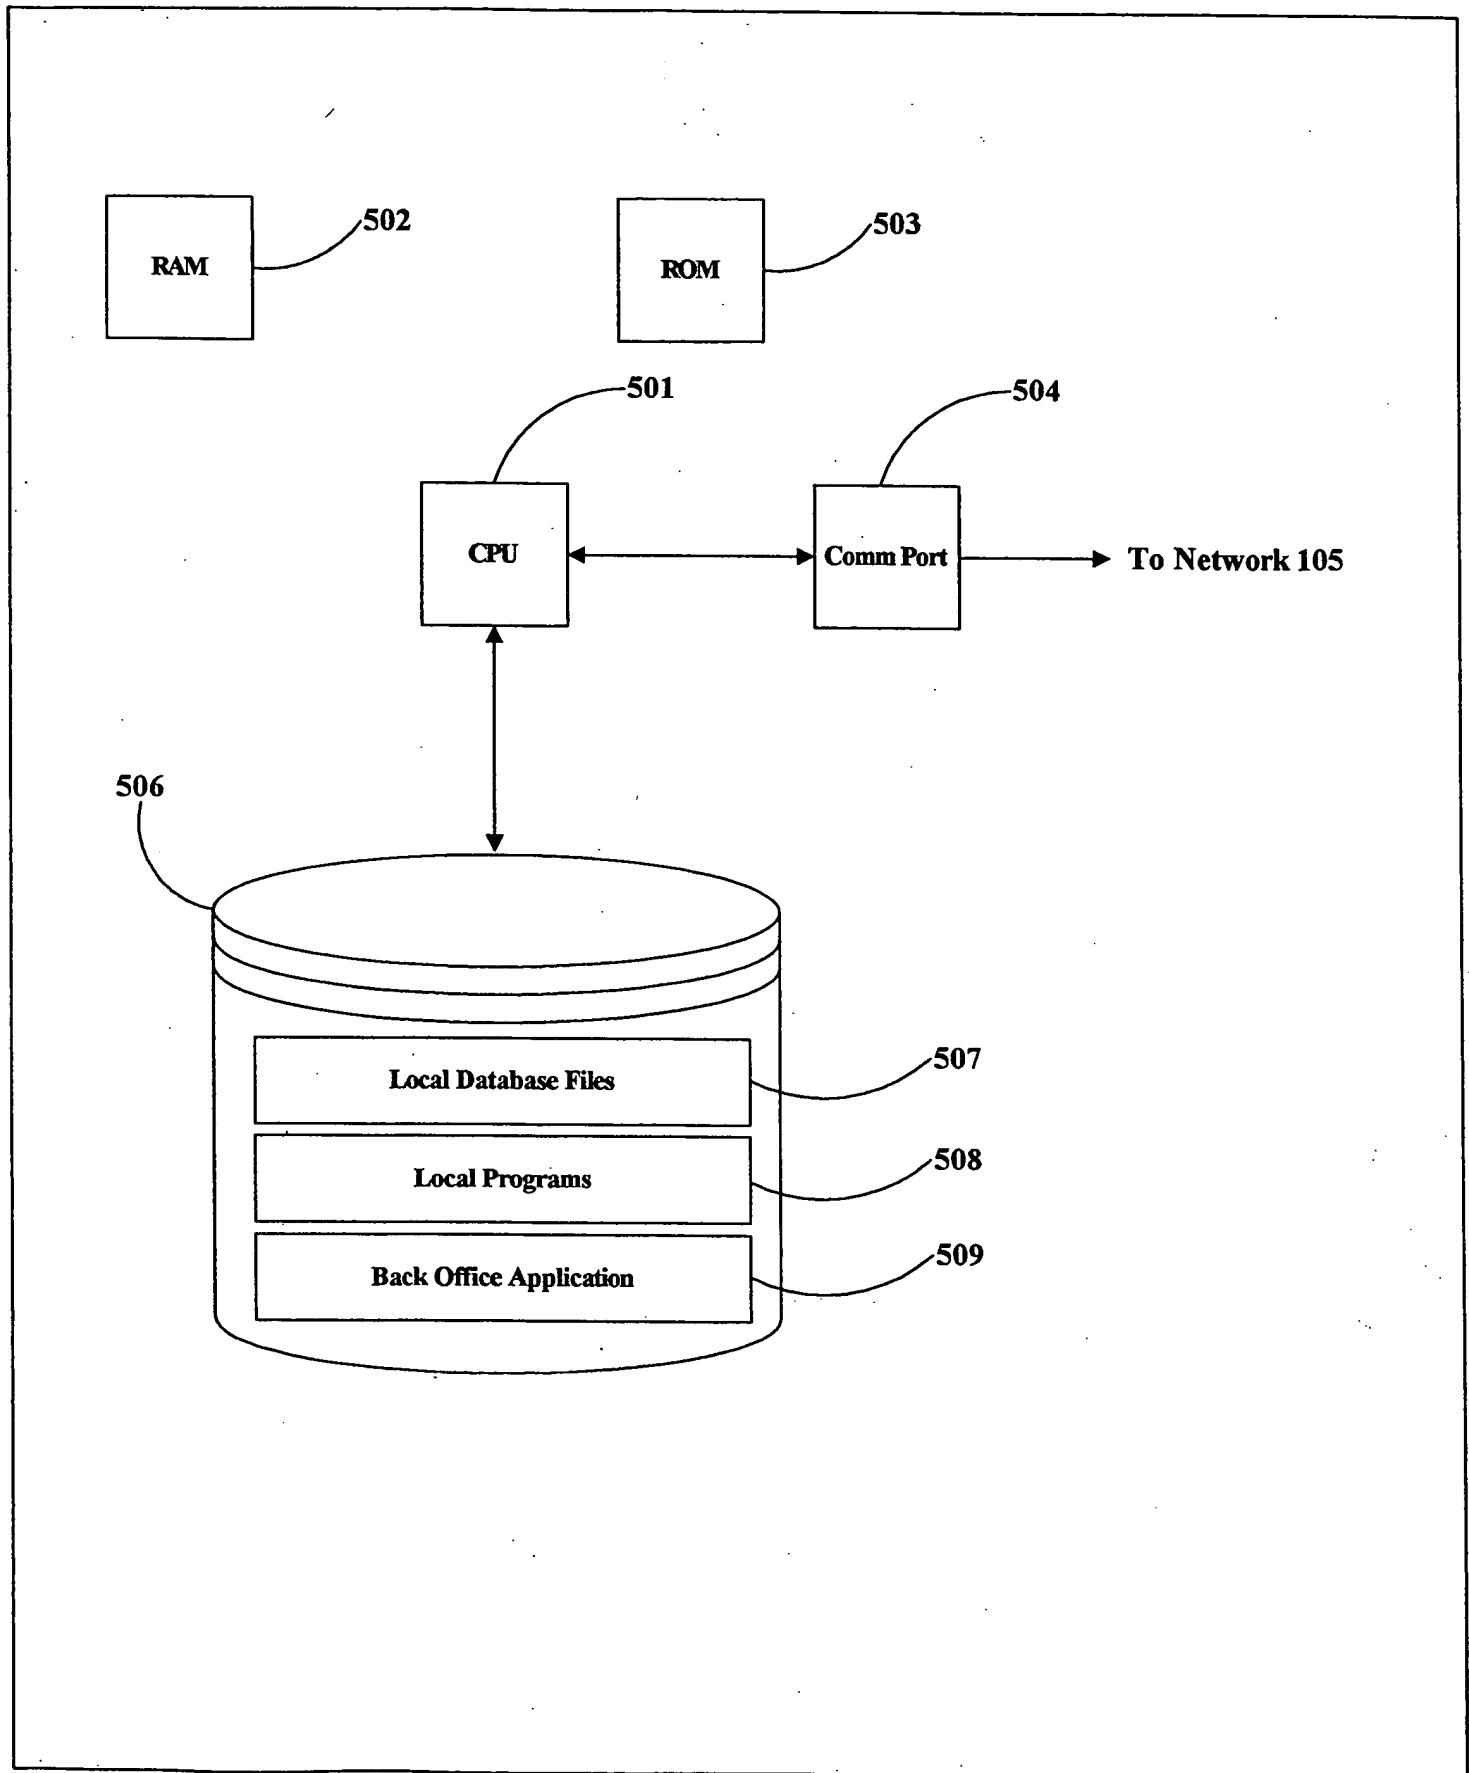 502
503
RAM
ROM
501
504
CPU
Comm Port
To Network 105
506
507
Local Database Files
508
Local Programs
509
Back Office Application